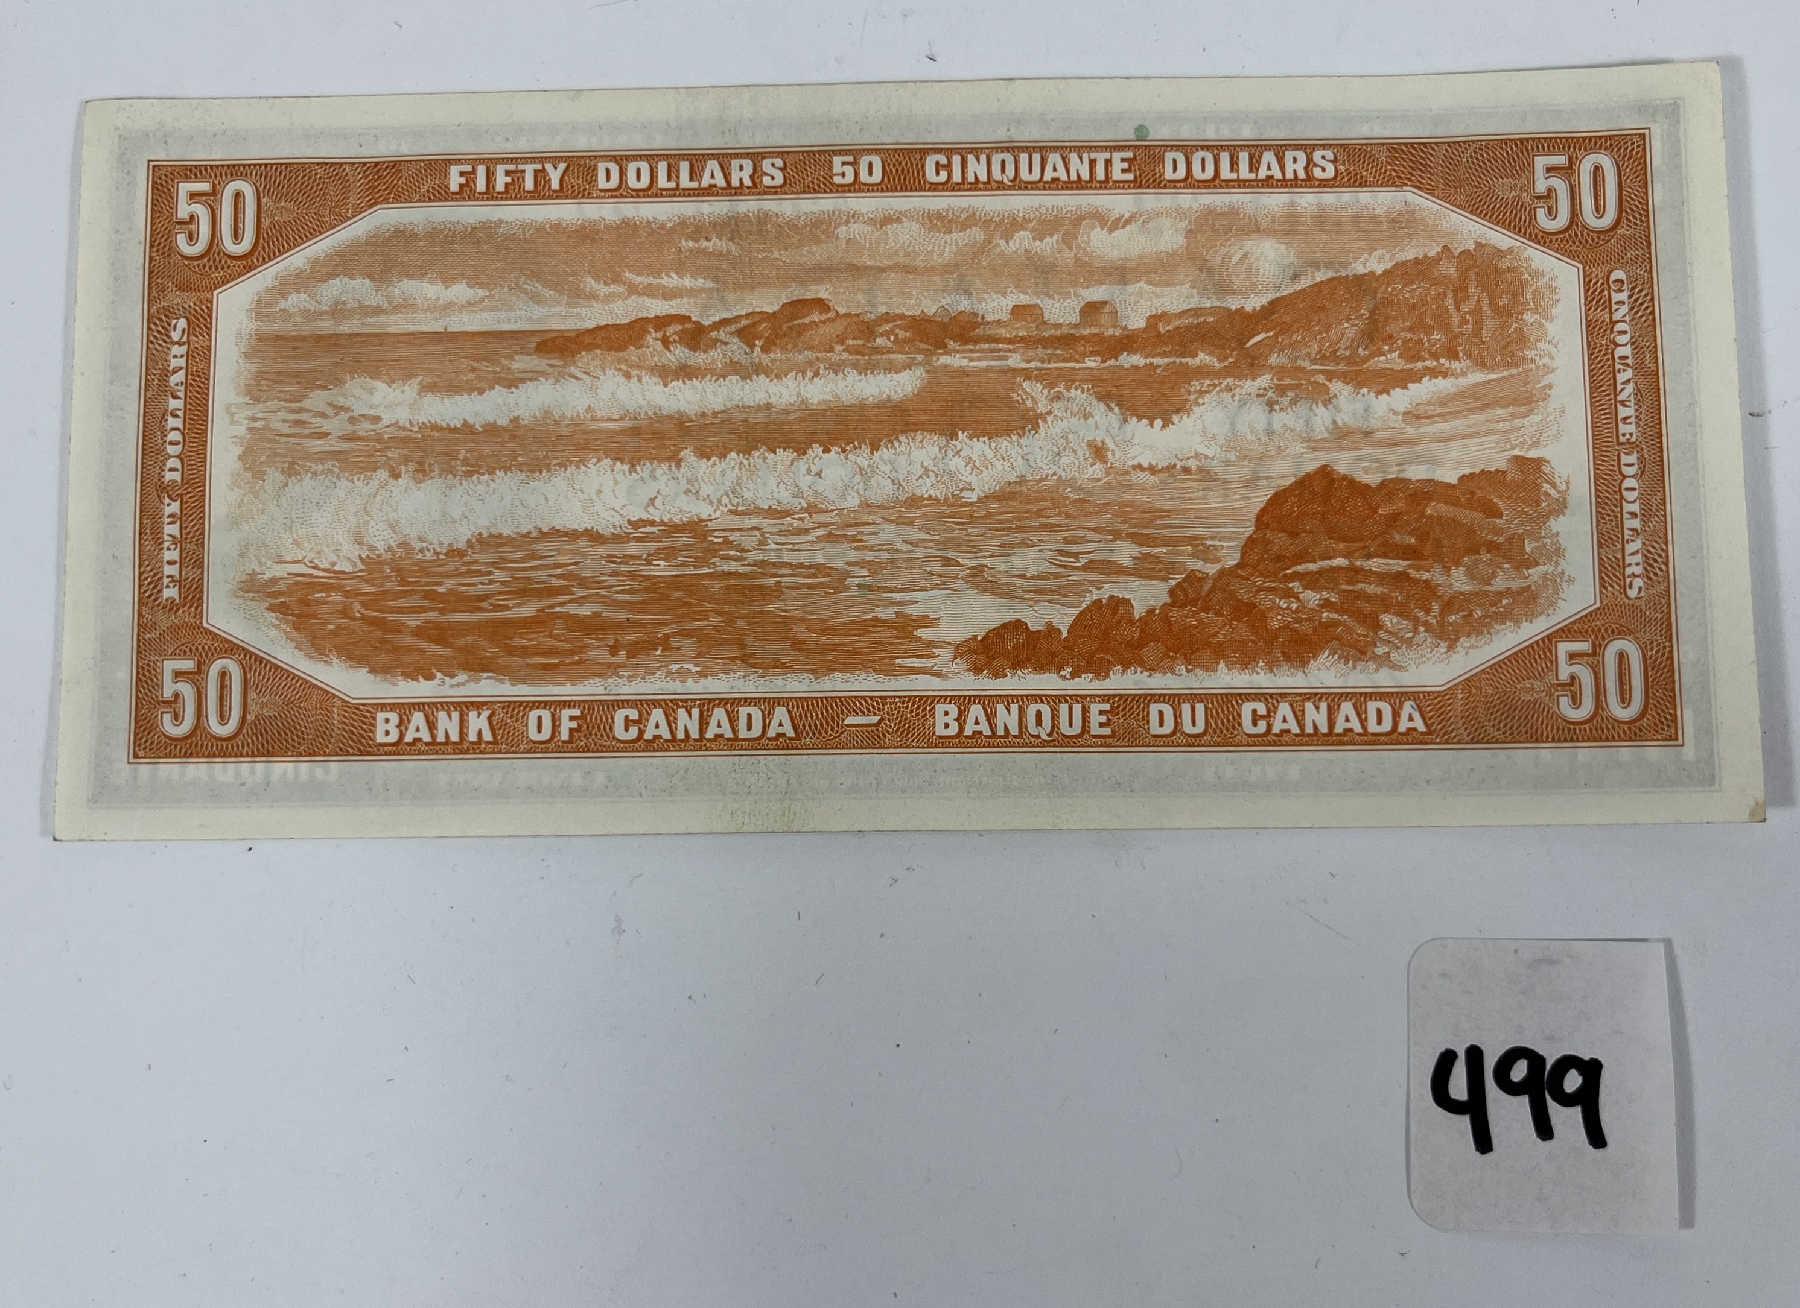 50 FIFTY DOLLARS 50 CINQUANTE DOLLARS 50
FIFTY DOLLARS
CINQUANTE DOLLARS
50 BANK OF CANADA – BANQUE DU CANADA 50
CINQUANTE
499